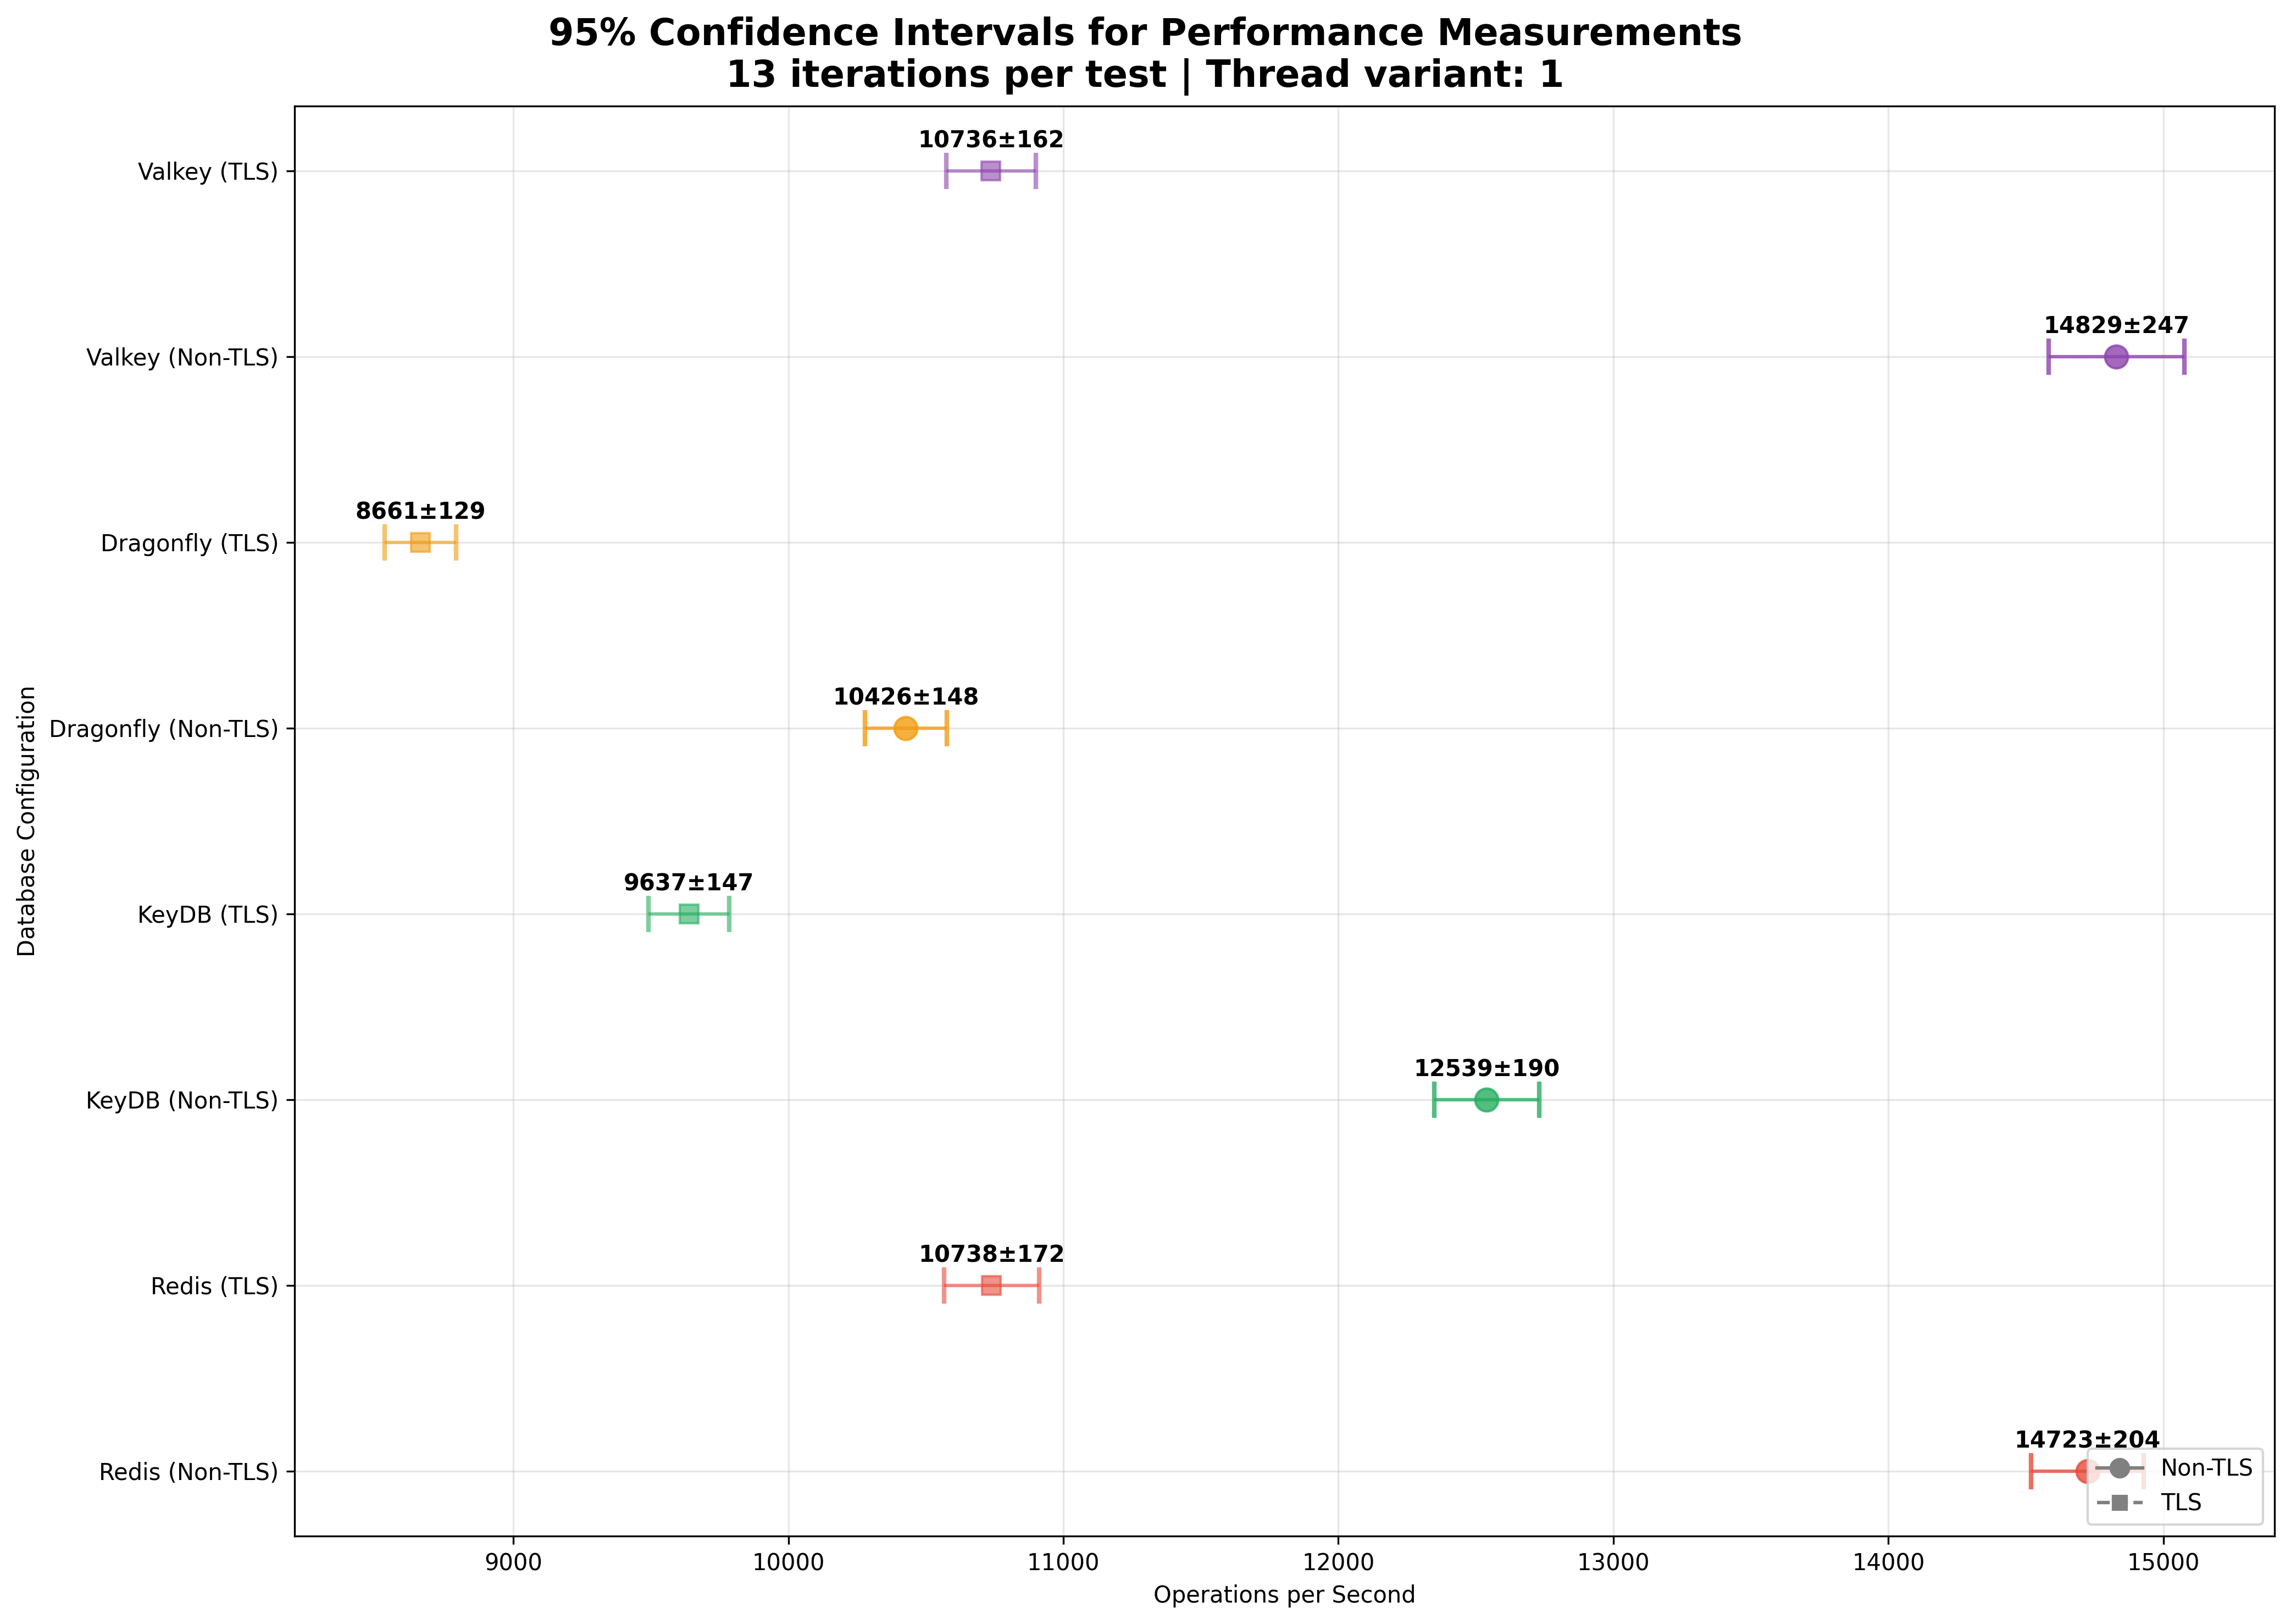 95% Confidence Intervals for Performance Measurements
13 iterations per test | Thread variant: 1
Database Configuration
Valkey (TLS)
10736±162
Valkey (Non-TLS)
14829±247
Dragonfly (TLS)
8661±129
Dragonfly (Non-TLS)
10426±148
KeyDB (TLS)
9637±147
KeyDB (Non-TLS)
12539±190
Redis (TLS)
10738±172
Redis (Non-TLS)
14723±204
Non-TLS
TLS
9000 10000 11000 12000 13000 14000 15000
Operations per Second